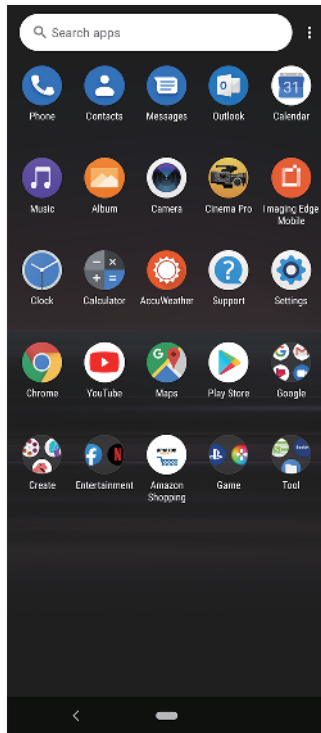 Search apps
Phone Contacts Messages Outlook Calendar
31
Music Album Camera Cinema Pro Imaging Edge
Mobile
Clock Calculator AccuWeather Support Settings
Chrome YouTube Maps Play Store Google
Create Entertainment Amazon Game Tool
Shopping